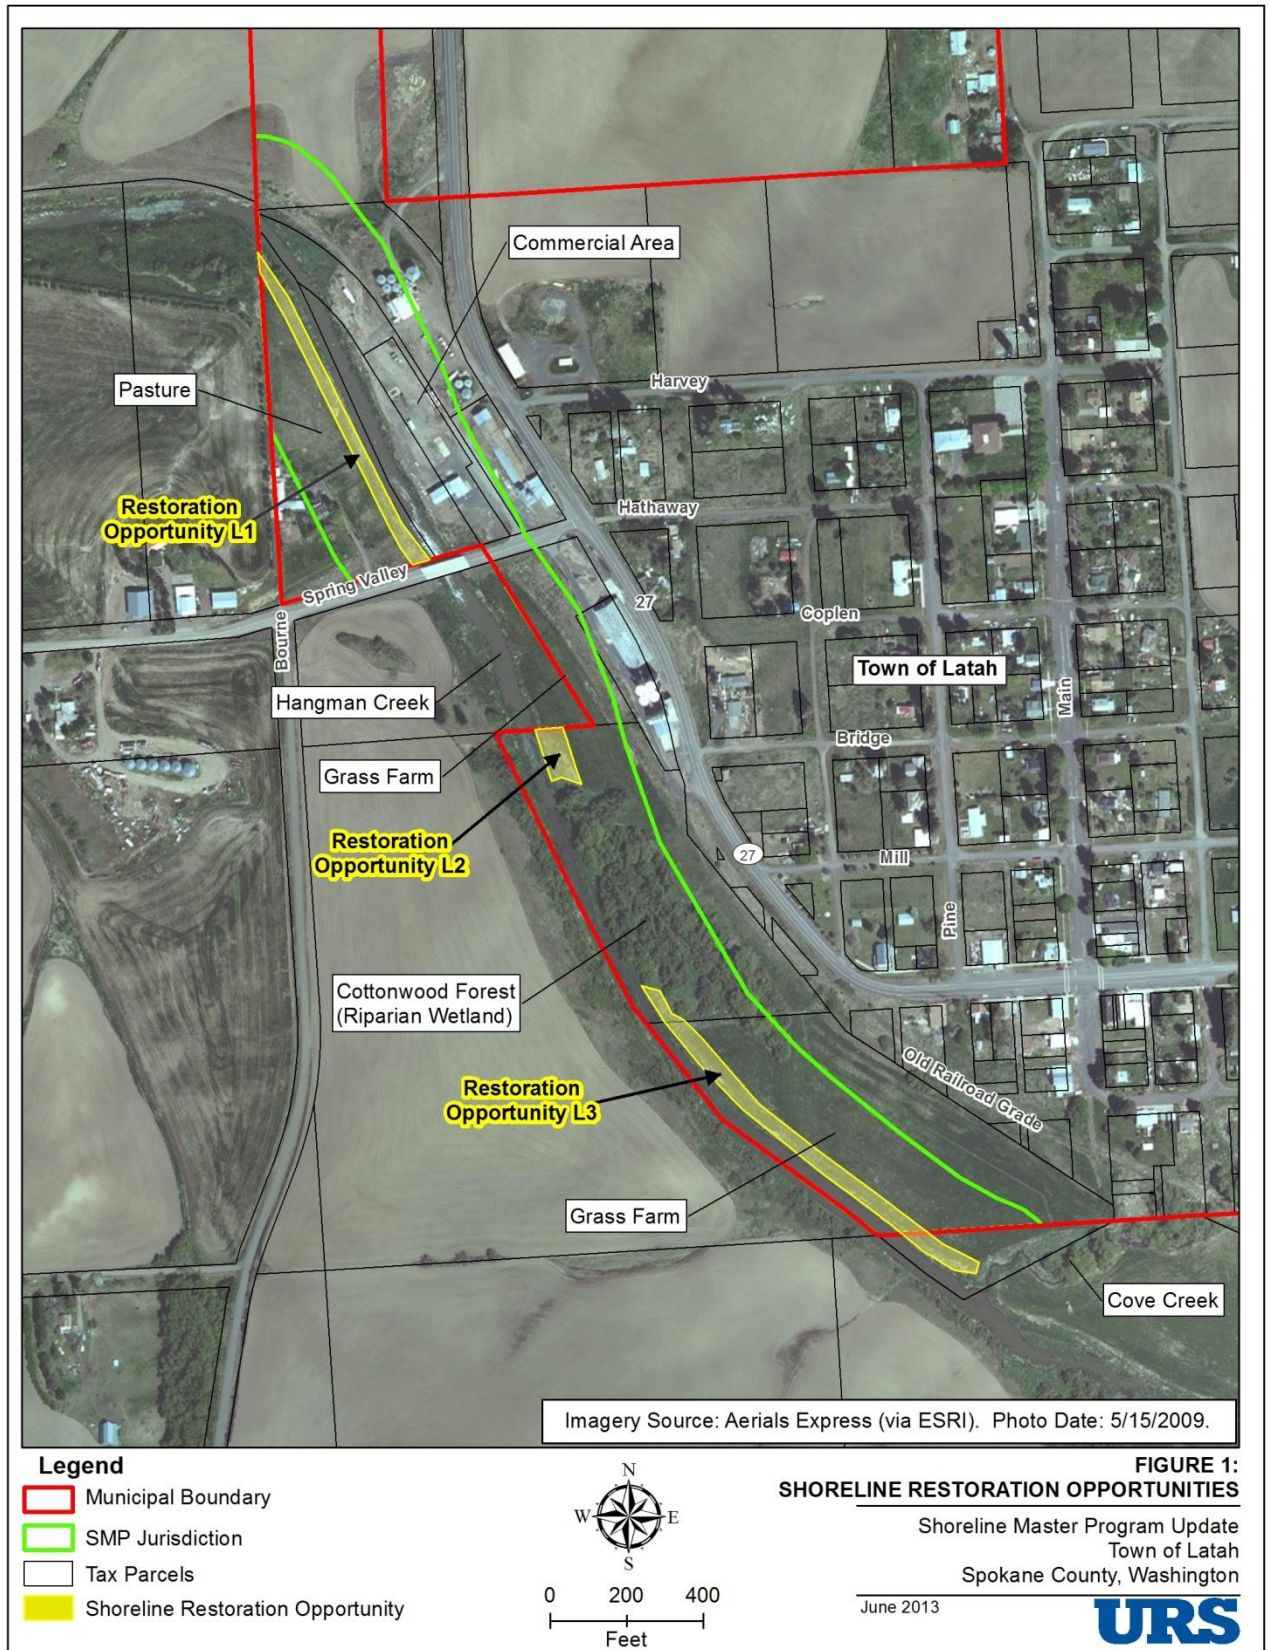 Commercial Area
Harvey
Pasture
Restoration
Opportunity L1
Hathaway
Spring Valley
27
Coplen
Bourne
Town of Latah
Main
Hangman Creek
Bridge
Grass Farm
Restoration
Opportunity L2
27
Mill
Pine
Cottonwood Forest
(Riparian Wetland)
Old Railroad Grade
Restoration
Opportunity L3
Grass Farm
Cove Creek
Imagery Source: Aerials Express (via ESRI).  Photo Date: 5/15/2009.
Legend
Municipal Boundary
SMP Jurisdiction
Tax Parcels
Shoreline Restoration Opportunity
N
W E
S
0 200 400
Feet
FIGURE 1:
SHORELINE RESTORATION OPPORTUNITIES
Shoreline Master Program Update
Town of Latah
Spokane County, Washington
June 2013
URS